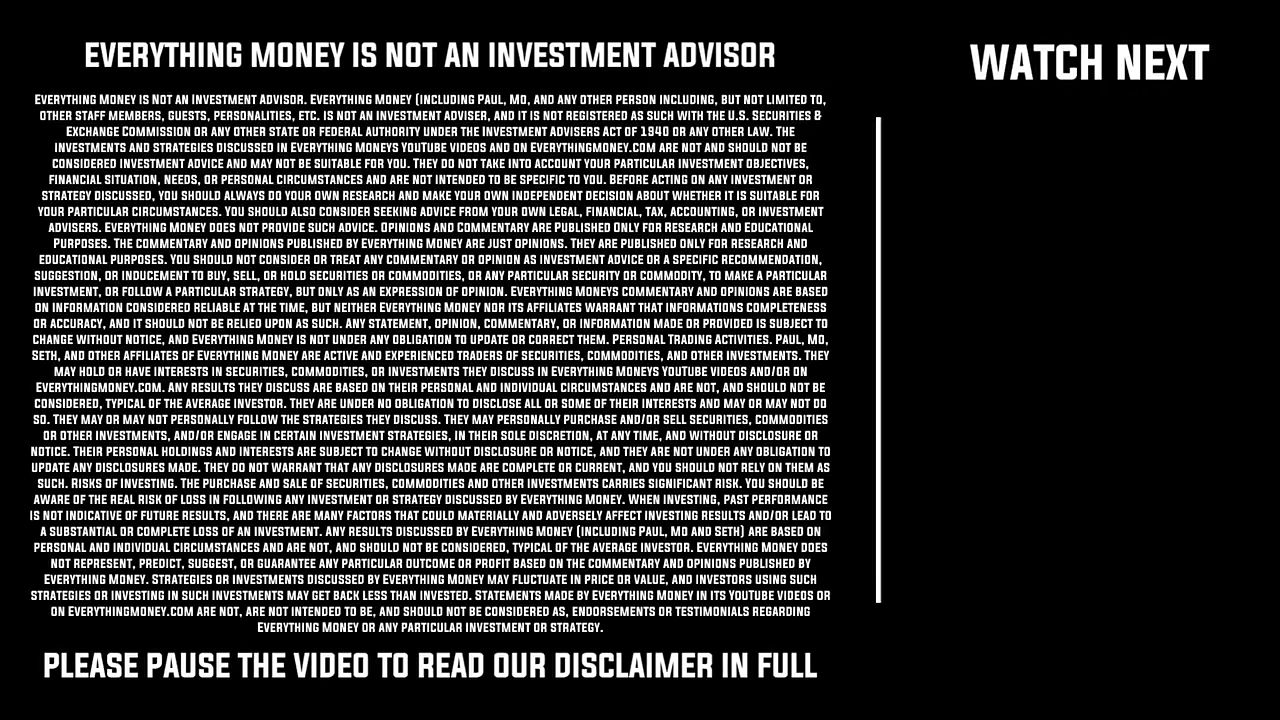 EVERYTHING MONEY IS NOT AN INVESTMENT ADVISOR
EVERYTHING MONEY IS NOT AN INVESTMENT ADVISOR. EVERYTHING MONEY (INCLUDING PAUL, MO, AND ANY OTHER PERSON INCLUDING, BUT NOT LIMITED TO,
OTHER STAFF MEMBERS, GUESTS, PERSONALITIES, ETC. IS NOT AN INVESTMENT ADVISER, AND IT IS NOT REGISTERED AS SUCH WITH THE U.S. SECURITIES &
EXCHANGE COMMISSION OR ANY OTHER STATE OR FEDERAL AUTHORITY UNDER THE INVESTMENT ADVISERS ACT OF 1940 OR ANY OTHER LAW. THE
INVESTMENTS AND STRATEGIES DISCUSSED IN EVERYTHING MONEYS YOUTUBE VIDEOS AND ON EVERYTHINGMONEY.COM ARE NOT AND SHOULD NOT BE
CONSIDERED INVESTMENT ADVICE AND MAY NOT BE SUITABLE FOR YOU. THEY DO NOT TAKE INTO ACCOUNT YOUR PARTICULAR INVESTMENT OBJECTIVES,
FINANCIAL SITUATION, NEEDS, OR PERSONAL CIRCUMSTANCES AND ARE NOT INTENDED TO BE SPECIFIC TO YOU. BEFORE ACTING ON ANY INVESTMENT OR
STRATEGY DISCUSSED, YOU SHOULD ALWAYS DO YOUR OWN RESEARCH AND MAKE YOUR OWN INDEPENDENT DECISION ABOUT WHETHER IT IS SUITABLE FOR
YOUR PARTICULAR CIRCUMSTANCES. YOU SHOULD ALSO CONSIDER SEEKING ADVICE FROM YOUR OWN LEGAL, FINANCIAL, TAX, ACCOUNTING, OR INVESTMENT
ADVISERS. EVERYTHING MONEY DOES NOT PROVIDE SUCH ADVICE. OPINIONS AND COMMENTARY ARE PUBLISHED ONLY FOR RESEARCH AND EDUCATIONAL
PURPOSES. THE COMMENTARY AND OPINIONS PUBLISHED BY EVERYTHING MONEY ARE JUST OPINIONS. THEY ARE PUBLISHED ONLY FOR RESEARCH AND
EDUCATIONAL PURPOSES. YOU SHOULD NOT CONSIDER OR TREAT ANY COMMENTARY OR OPINION AS INVESTMENT ADVICE OR A SPECIFIC RECOMMENDATION,
SUGGESTION, OR INDUCEMENT TO BUY, SELL, OR HOLD SECURITIES OR COMMODITIES, OR ANY PARTICULAR SECURITY OR COMMODITY, TO MAKE A PARTICULAR
INVESTMENT, OR FOLLOW A PARTICULAR STRATEGY, BUT ONLY AS AN EXPRESSION OF OPINION. EVERYTHING MONEYS COMMENTARY AND OPINIONS ARE BASED
ON INFORMATION CONSIDERED RELIABLE AT THE TIME, BUT NEITHER EVERYTHING MONEY NOR ITS AFFILIATES WARRANT THAT INFORMATIONS COMPLETENESS
OR ACCURACY, AND IT SHOULD NOT BE RELIED UPON AS SUCH. ANY STATEMENT, OPINION, COMMENTARY, OR INFORMATION MADE OR PROVIDED IS SUBJECT TO
CHANGE WITHOUT NOTICE, AND EVERYTHING MONEY IS NOT UNDER ANY OBLIGATION TO UPDATE OR CORRECT THEM. PERSONAL TRADING ACTIVITIES. PAUL, MO,
SETH, AND OTHER AFFILIATES OF EVERYTHING MONEY ARE ACTIVE AND EXPERIENCED TRADERS OF SECURITIES, COMMODITIES, AND OTHER INVESTMENTS. THEY
MAY HOLD OR HAVE INTERESTS IN SECURITIES, COMMODITIES, OR INVESTMENTS THEY DISCUSS IN EVERYTHING MONEYS YOUTUBE VIDEOS AND/OR ON
EVERYTHINGMONEY.COM. ANY RESULTS THEY DISCUSS ARE BASED ON THEIR PERSONAL AND INDIVIDUAL CIRCUMSTANCES AND ARE NOT, AND SHOULD NOT BE
CONSIDERED, TYPICAL OF THE AVERAGE INVESTOR. THEY ARE UNDER NO OBLIGATION TO DISCLOSE ALL OR SOME OF THEIR INTERESTS AND MAY OR MAY NOT DO
SO. THEY MAY OR MAY NOT PERSONALLY FOLLOW THE STRATEGIES THEY DISCUSS. THEY MAY PERSONALLY PURCHASE AND/OR SELL SECURITIES, COMMODITIES
OR OTHER INVESTMENTS, AND/OR ENGAGE IN CERTAIN INVESTMENT STRATEGIES, IN THEIR SOLE DISCRETION, AT ANY TIME, AND WITHOUT DISCLOSURE OR
NOTICE. THEIR PERSONAL HOLDINGS AND INTERESTS ARE SUBJECT TO CHANGE WITHOUT DISCLOSURE OR NOTICE, AND THEY ARE NOT UNDER ANY OBLIGATION TO
UPDATE ANY DISCLOSURES MADE. THEY DO NOT WARRANT THAT ANY DISCLOSURES MADE ARE COMPLETE OR CURRENT, AND YOU SHOULD NOT RELY ON THEM AS
SUCH. RISKS OF INVESTING. THE PURCHASE AND SALE OF SECURITIES, COMMODITIES AND OTHER INVESTMENTS CARRIES SIGNIFICANT RISK. YOU SHOULD BE
AWARE OF THE REAL RISK OF LOSS IN FOLLOWING ANY INVESTMENT OR STRATEGY DISCUSSED BY EVERYTHING MONEY. WHEN INVESTING, PAST PERFORMANCE
IS NOT INDICATIVE OF FUTURE RESULTS, AND THERE ARE MANY FACTORS THAT COULD MATERIALLY AND ADVERSELY AFFECT INVESTING RESULTS AND/OR LEAD TO
A SUBSTANTIAL OR COMPLETE LOSS OF AN INVESTMENT. ANY RESULTS DISCUSSED BY EVERYTHING MONEY (INCLUDING PAUL, MO AND SETH) ARE BASED ON
PERSONAL AND INDIVIDUAL CIRCUMSTANCES AND ARE NOT, AND SHOULD NOT BE CONSIDERED, TYPICAL OF THE AVERAGE INVESTOR. EVERYTHING MONEY DOES
NOT REPRESENT, PREDICT, SUGGEST, OR GUARANTEE ANY PARTICULAR OUTCOME OR PROFIT BASED ON THE COMMENTARY AND OPINIONS PUBLISHED BY
EVERYTHING MONEY. STRATEGIES OR INVESTMENTS DISCUSSED BY EVERYTHING MONEY MAY FLUCTUATE IN PRICE OR VALUE, AND INVESTORS USING SUCH
STRATEGIES OR INVESTING IN SUCH INVESTMENTS MAY GET BACK LESS THAN INVESTED. STATEMENTS MADE BY EVERYTHING MONEY IN ITS YOUTUBE VIDEOS OR
ON EVERYTHINGMONEY.COM ARE NOT, ARE NOT INTENDED TO BE, AND SHOULD NOT BE CONSIDERED AS, ENDORSEMENTS OR TESTIMONIALS REGARDING
EVERYTHING MONEY OR ANY PARTICULAR INVESTMENT OR STRATEGY.
PLEASE PAUSE THE VIDEO TO READ OUR DISCLAIMER IN FULL
WATCH NEXT